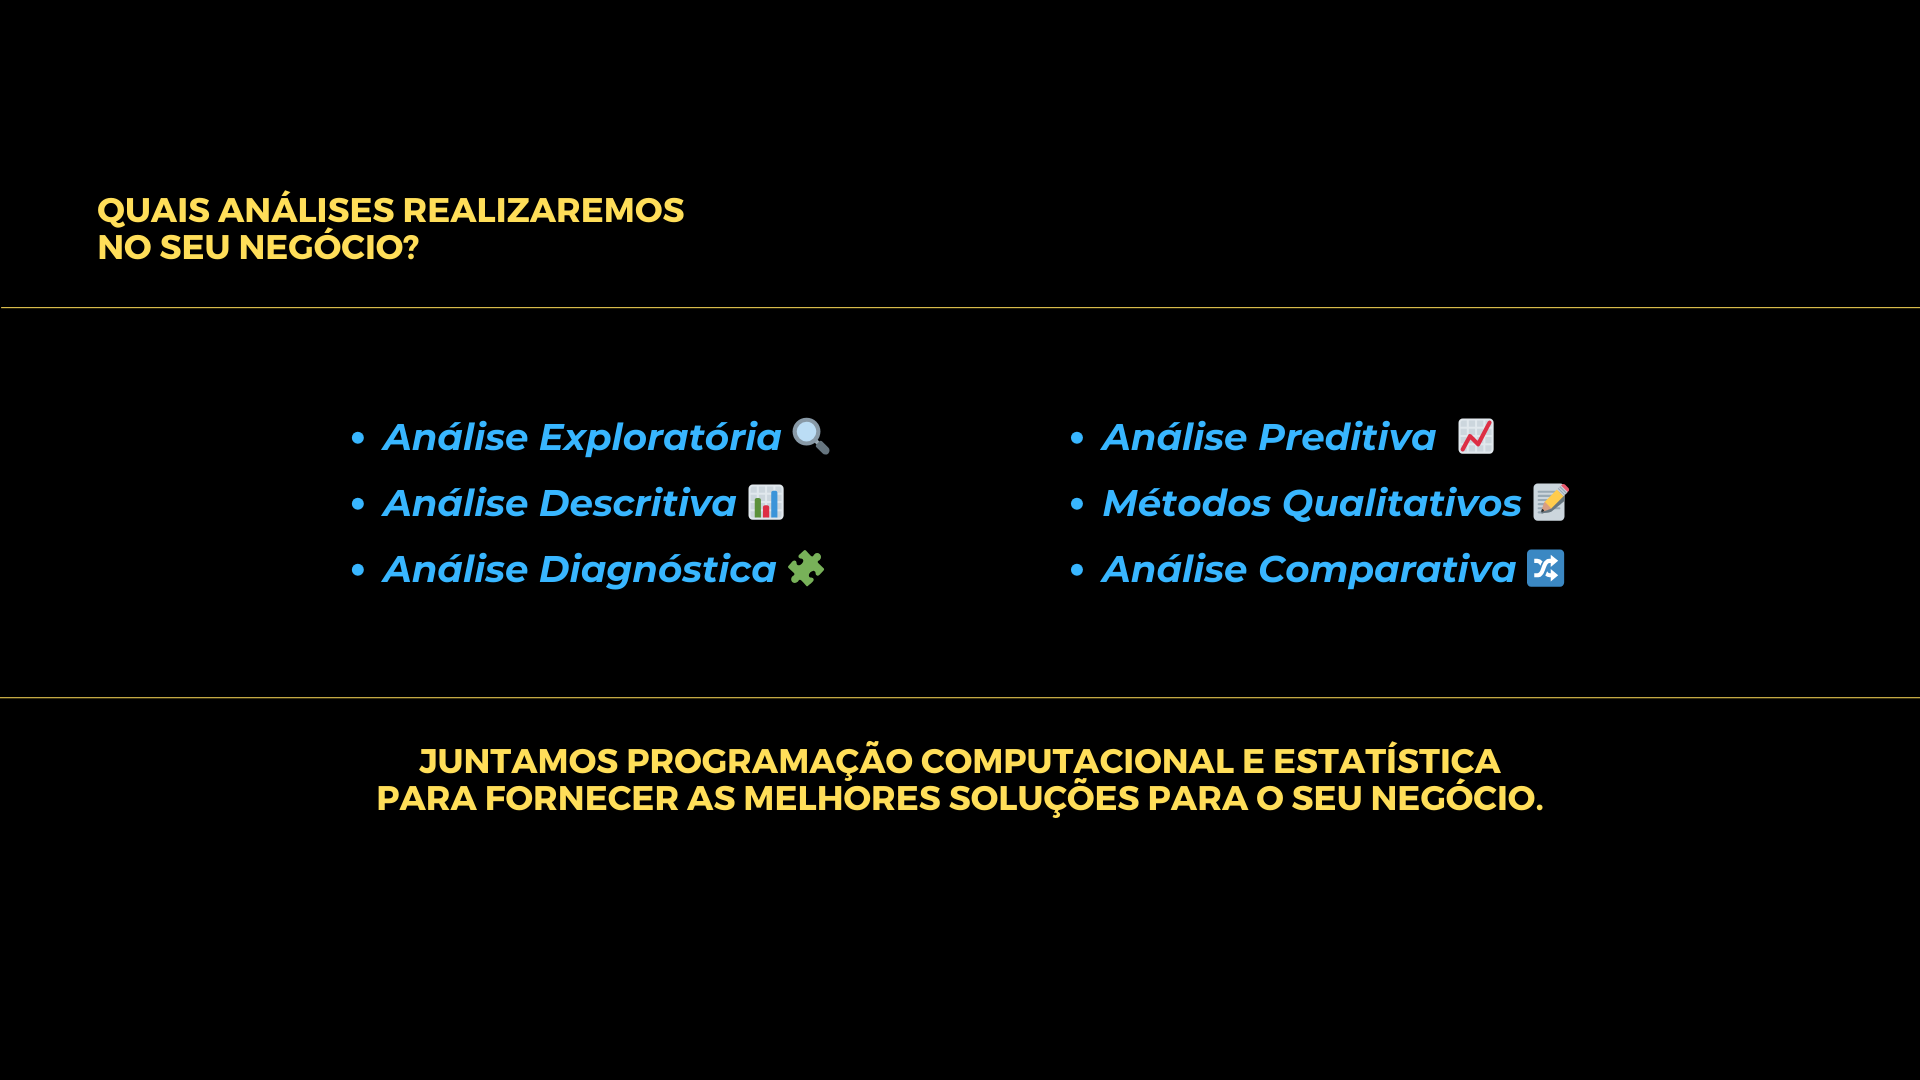 QUAIS ANÁLISES REALIZAREMOS
NO SEU NEGÓCIO?
• Análise Exploratória 🔍
• Análise Descritiva 📊
• Análise Diagnóstica 🧩
• Análise Preditiva 📈
• Métodos Qualitativos 📝
• Análise Comparativa 🔀
JUNTAMOS PROGRAMAÇÃO COMPUTACIONAL E ESTATÍSTICA
PARA FORNECER AS MELHORES SOLUÇÕES PARA O SEU NEGÓCIO.